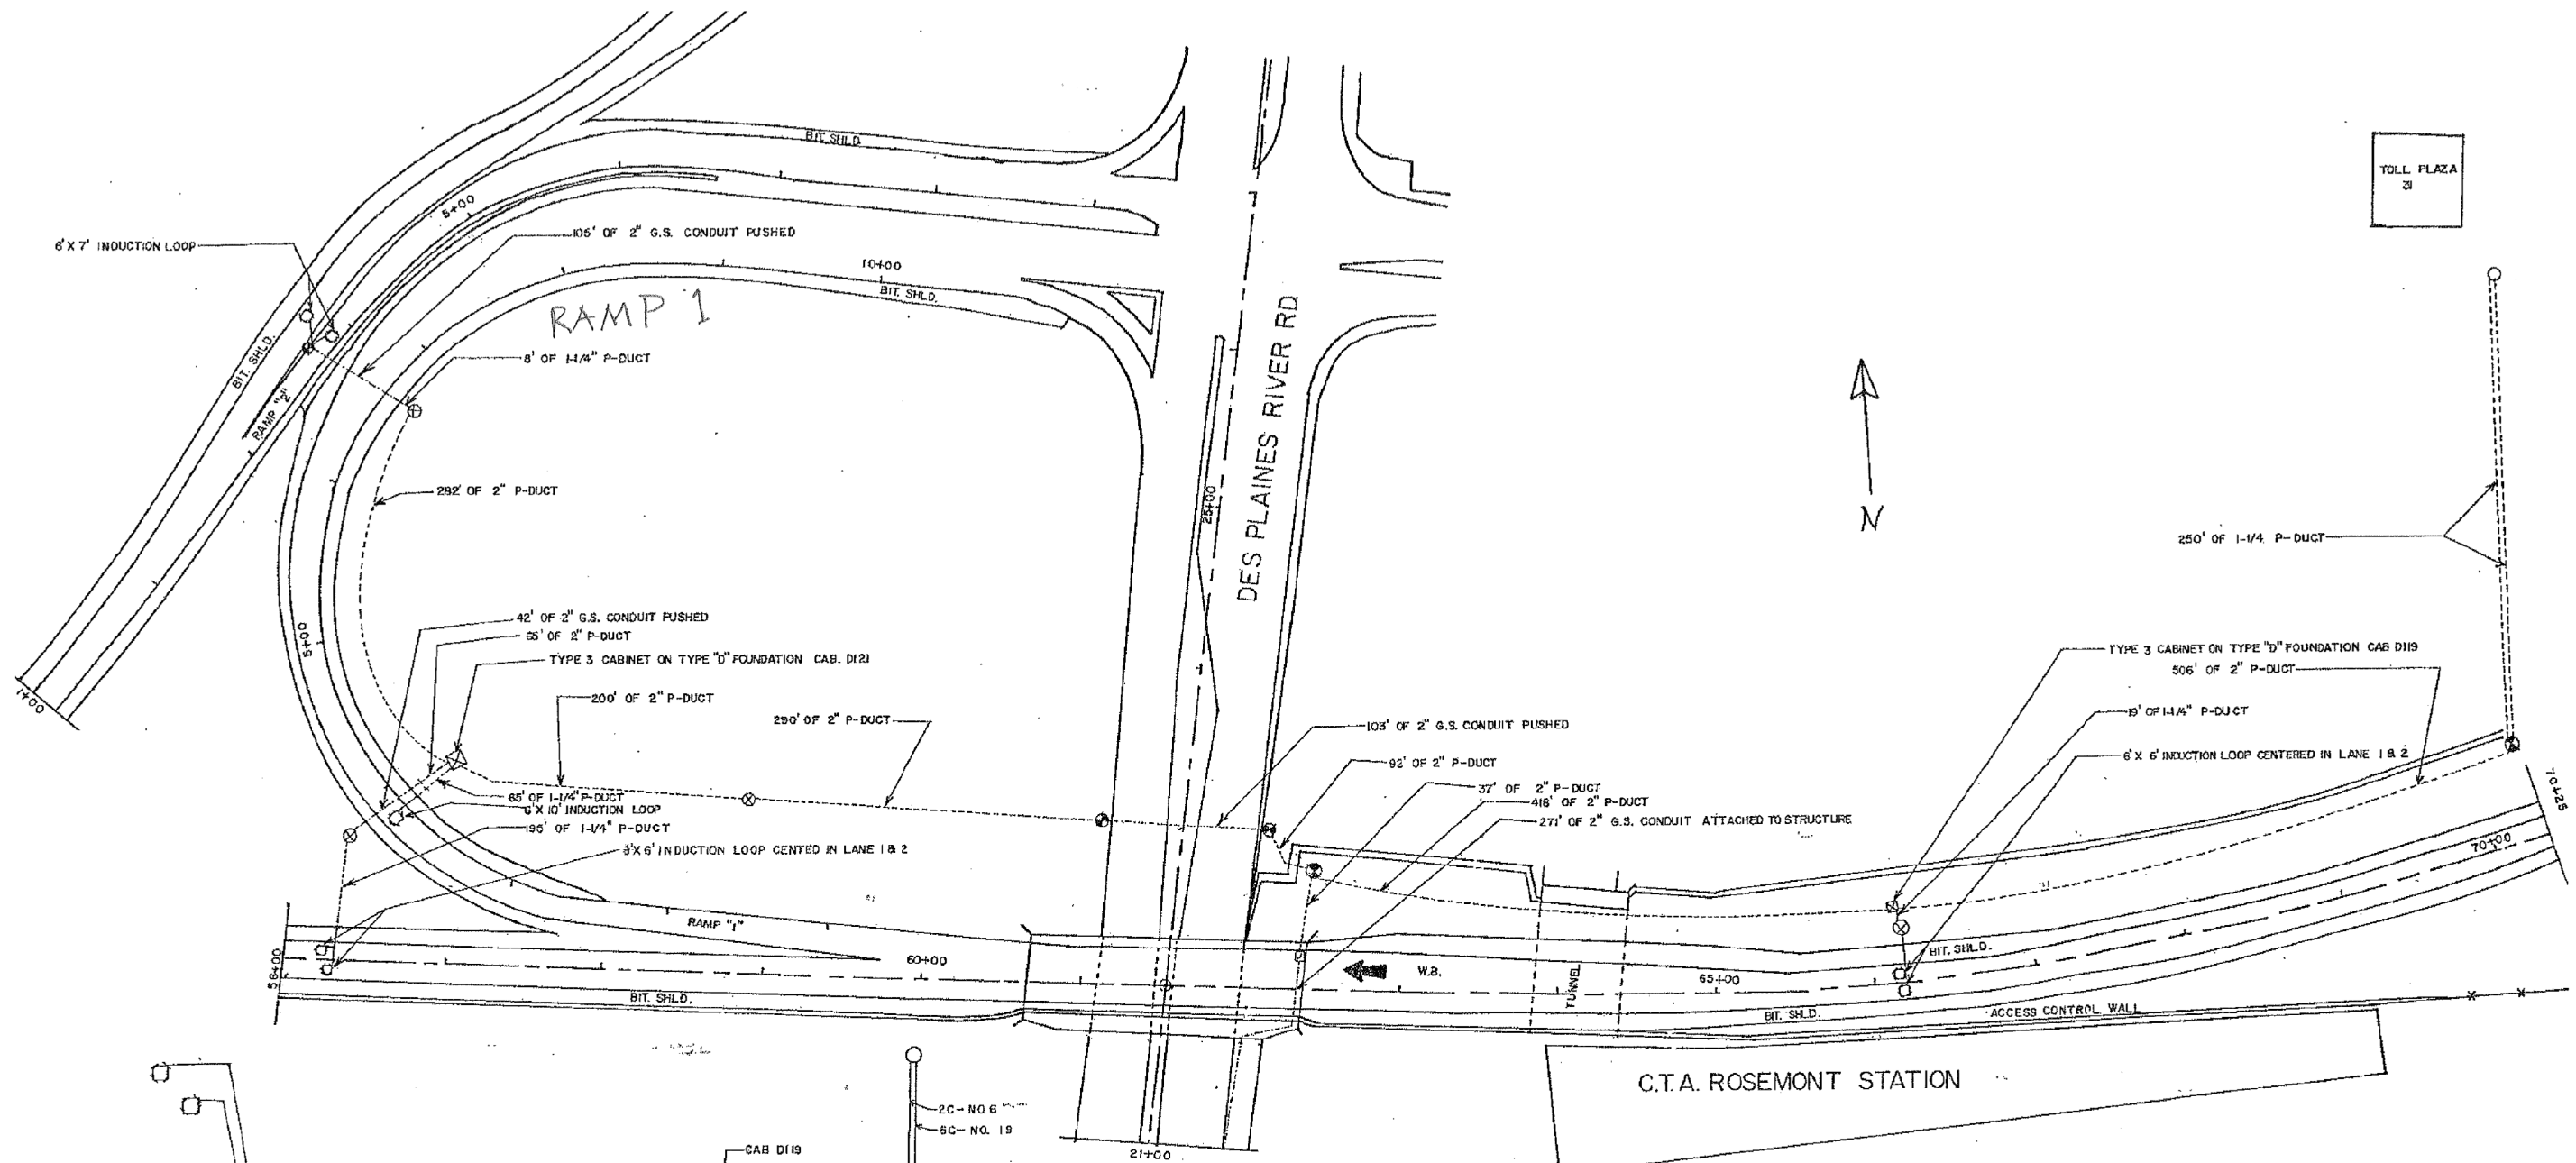 BIT. SHLD.
TOLL PLAZA
31
5+00
6' X 7' INDUCTION LOOP
105' OF 2" G.S. CONDUIT PUSHED
10+00
BIT. SHLD.
RAMP 1
8' OF 1-1/4" P-DUCT
BIT. SHLD.
RAMP "2"
DES PLAINES RIVER RD.
282' OF 2" P-DUCT
25+00
N
250' OF 1-1/4 P-DUCT
42' OF 2" G.S. CONDUIT PUSHED
65' OF 2" P-DUCT
5+00
TYPE 3 CABINET ON TYPE "D" FOUNDATION CAB. D121
TYPE 3 CABINET ON TYPE "D" FOUNDATION CAB D119
506' OF 2" P-DUCT
1+00
200' OF 2" P-DUCT
290' OF 2" P-DUCT
103' OF 2" G.S. CONDUIT PUSHED
19' OF 1-1/4" P-DUCT
92' OF 2" P-DUCT
6' X 6' INDUCTION LOOP CENTERED IN LANE 1 & 2
37' OF 2" P-DUCT
418' OF 2" P-DUCT
271' OF 2" G.S. CONDUIT ATTACHED TO STRUCTURE
65' OF 1-1/4" P-DUCT
6' X 10' INDUCTION LOOP
195' OF 1-1/4" P-DUCT
6' X 6' INDUCTION LOOP CENTED IN LANE 1 & 2
70+25
70+00
RAMP "1"
60+00
56+00
BIT. SHLD.
W.B.
TUNNEL
65+00
BIT. SHLD.
BIT. SHLD.
ACCESS CONTROL WALL
C.T.A. ROSEMONT STATION
2C-NO.6
6C-NO. 19
CAB D119
21+00